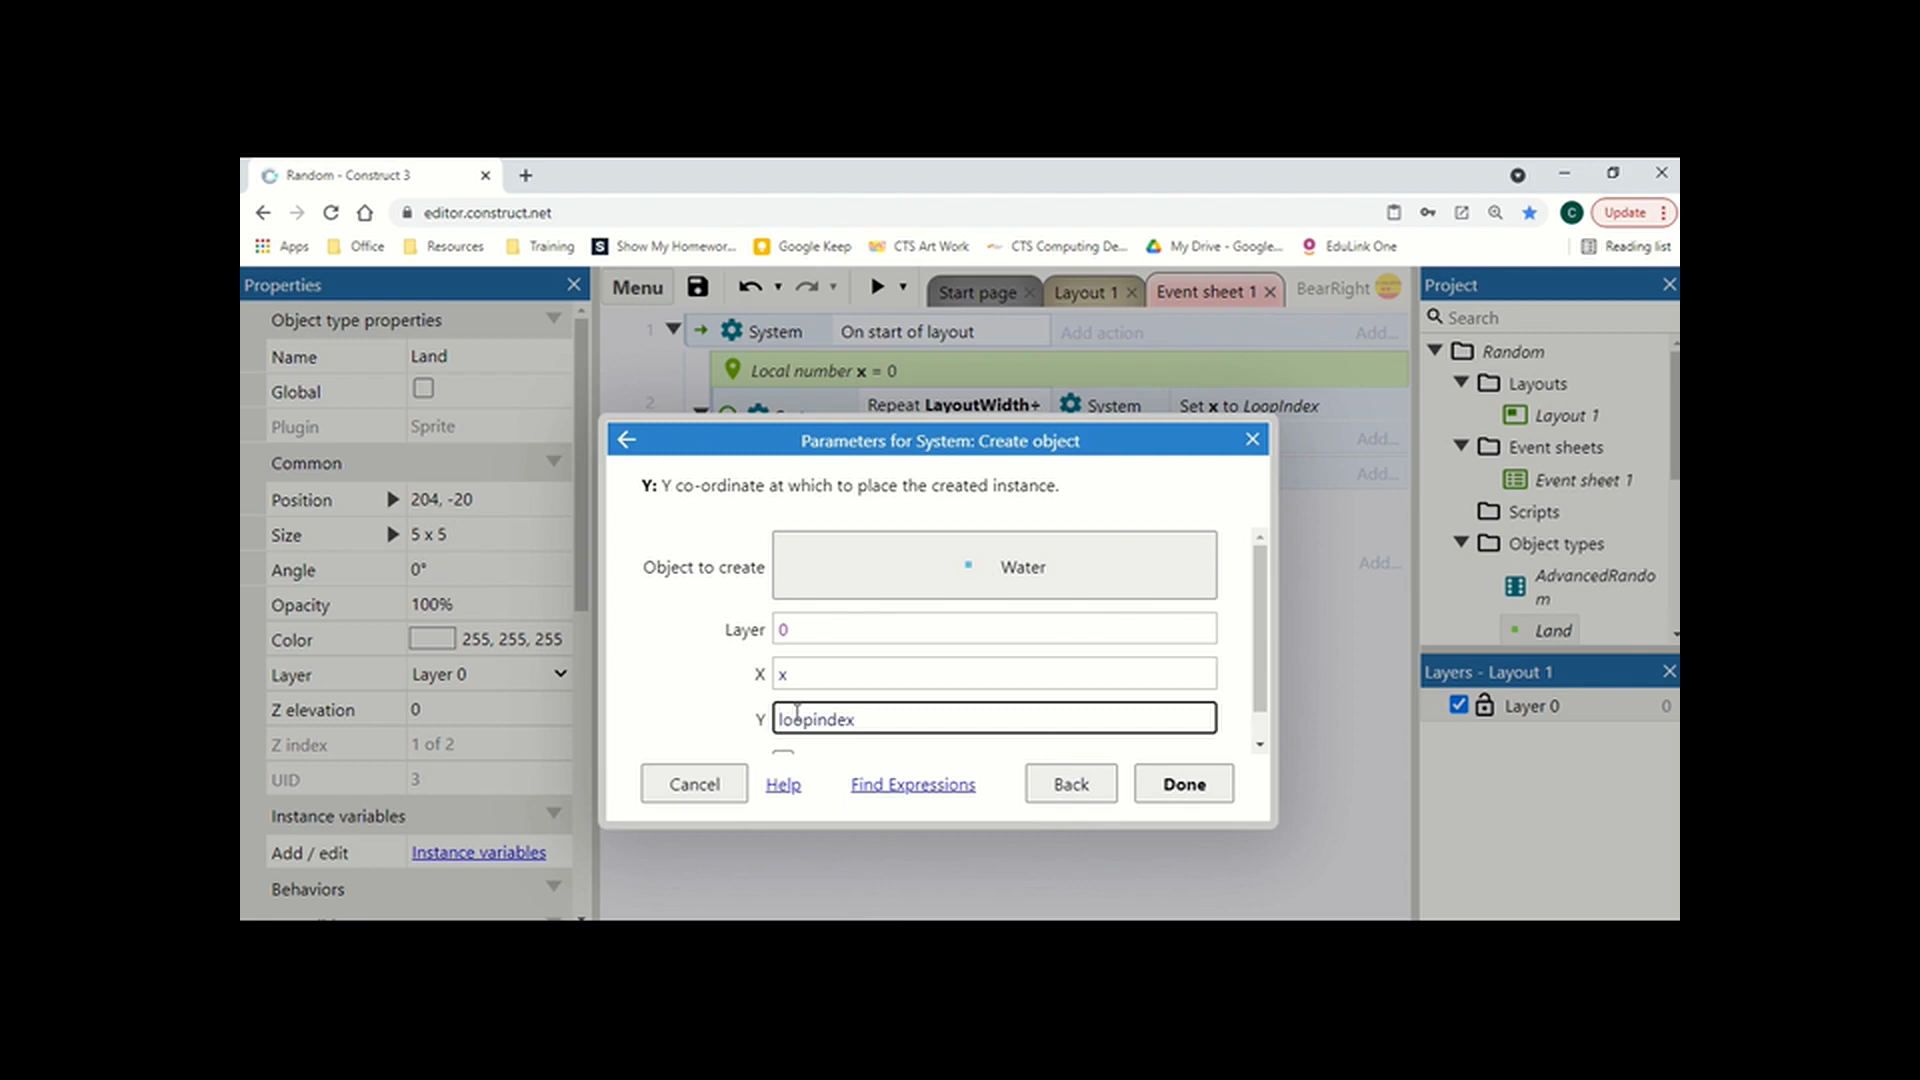 Random - Construct 3
editor.construct.net
C
Update
Apps
Office
Resources
Training
S
Show My Homewor...
Google Keep
CTS Art Work
CTS Computing De...
My Drive - Google...
EduLink One
Reading list
Properties
Menu
Start page
Layout 1
Event sheet 1
BearRight
Project
Object type properties
Name Land
Global
Plugin Sprite
Common
Position 204, -20
Size 5 x 5
Angle 0°
Opacity 100%
Color 255, 255, 255
Layer Layer 0
Z elevation 0
Z index 1 of 2
UID 3
Instance variables
Add / edit Instance variables
Behaviors
1 System On start of layout Add action Add...
Local number x = 0
2 Repeat LayoutWidth÷ System Set x to LoopIndex
Add...
Add...
Add...
Parameters for System: Create object
Y: Y co-ordinate at which to place the created instance.
Object to create Water
Layer 0
X x
Y loopindex
Cancel Help Find Expressions Back Done
Search
Random
Layouts
Layout 1
Event sheets
Event sheet 1
Scripts
Object types
AdvancedRando
m
Land
Layers - Layout 1
Layer 0 0